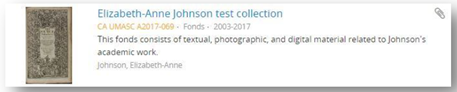 Elizabeth-Anne Johnson test collection
CA UMASC A2017-069 · Fonds · 2003-2017
This fonds consists of textual, photographic, and digital material related to Johnson's
academic work.
Johnson, Elizabeth-Anne